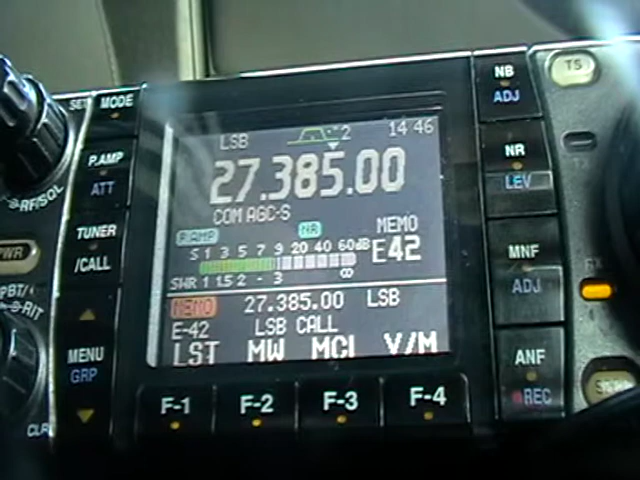 SET
MODE
NB
ADJ
TS
LSB
2
14:46
27.385.00
COM AGC-S
P.AMP
ATT
NR
LEV
RF/SQL
P.AMP
NR
MEMO
E42
S 1 3 5 7 9 20 40 60dB
TUNER
/CALL
MNF
ADJ
PWR
SWR 1 1.5 2 - 3 ∞
MEMO 27.385.00 LSB
E-42 LSB CALL
LST MW MCL V/M
PBT
RIT
MENU
GRP
ANF
REC
CLR
F-1
F-2
F-3
F-4